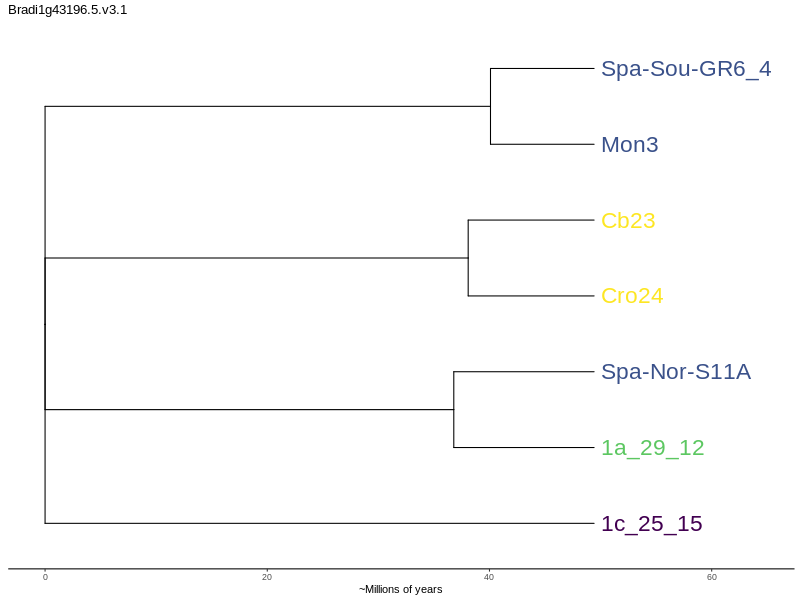 Bradi1g43196.5.v3.1
Spa-Sou-GR6_4
Mon3
Cb23
Cro24
Spa-Nor-S11A
1a_29_12
1c_25_15
0 20 40 60
~Millions of years